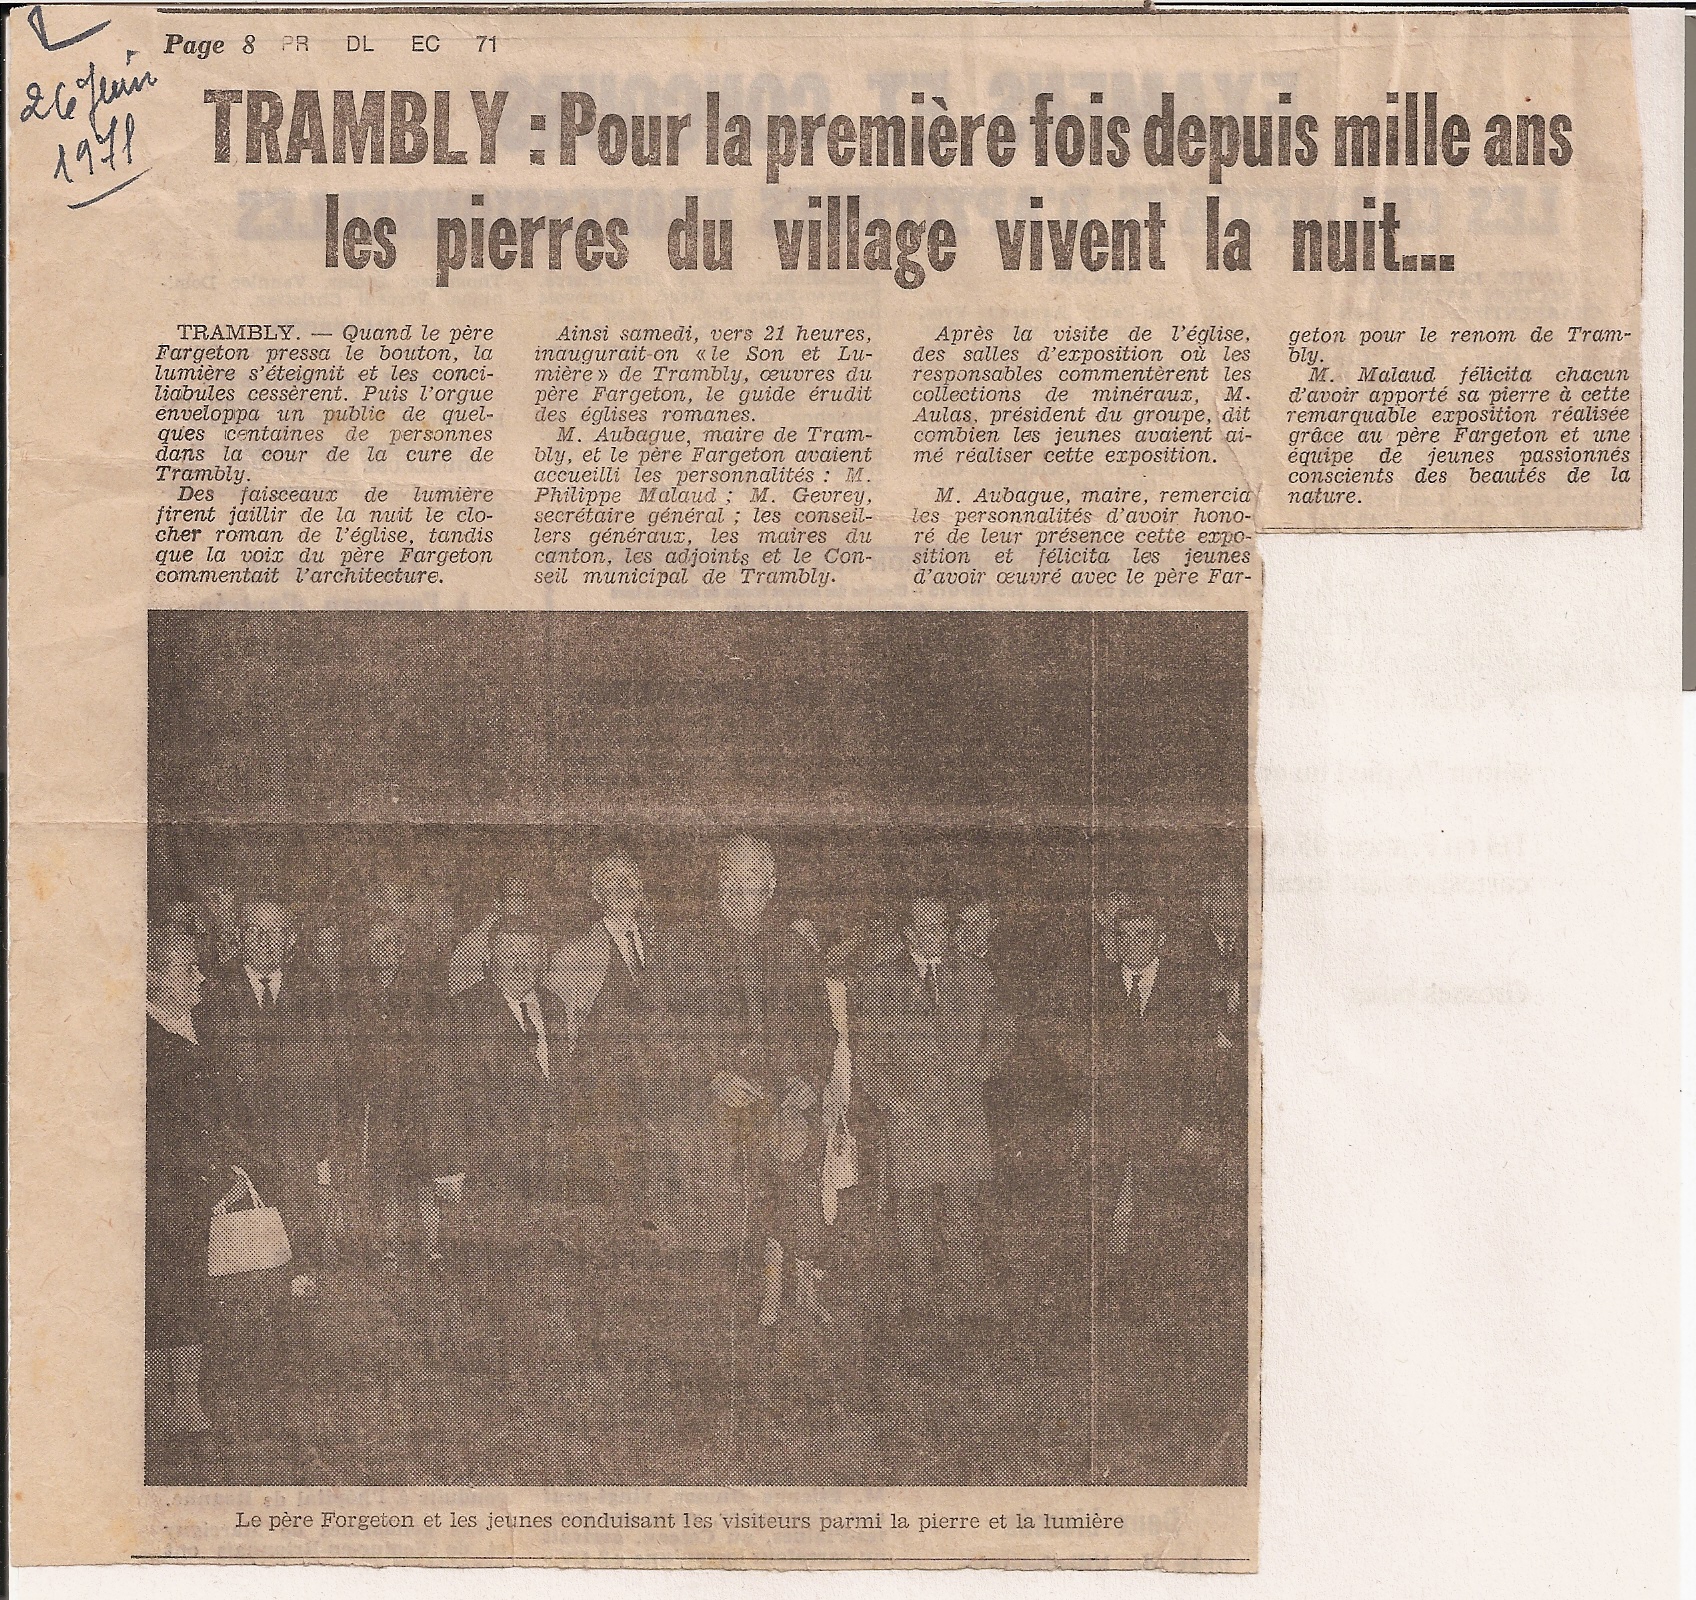 26 Juin
1971
Page 8 PR DL EC 71
TRAMBLY : Pour la première fois depuis mille ans
les pierres du village vivent la nuit...
TRAMBLY. — Quand le père
Fargeton pressa le bouton, la
lumière s'éteignit et les conci-
liabules cessèrent. Puis l'orgue
enveloppa un public de quel-
ques centaines de personnes
dans la cour de la cure de
Trambly.
Des faisceaux de lumière
firent jaillir de la nuit le clo-
cher roman de l'église, tandis
que la voix du père Fargeton
commentait l'architecture.
Ainsi samedi, vers 21 heures,
inaugurait-on «le Son et Lu-
mière» de Trambly, œuvres du
père Fargeton, le guide érudit
des églises romanes.
M. Aubague, maire de Tram-
bly, et le père Fargeton avaient
accueilli les personnalités : M.
Philippe Malaud ; M. Gevrey,
secrétaire général ; les conseil-
lers généraux, les maires du
canton, les adjoints et le Con-
seil municipal de Trambly.
Après la visite de l'église,
des salles d'exposition où les
responsables commentèrent les
collections de minéraux, M.
Aulas, président du groupe, dit
combien les jeunes avaient ai-
mé réaliser cette exposition.
M. Aubague, maire, remercia
les personnalités d'avoir hono-
ré de leur présence cette expo-
sition et félicita les jeunes
d'avoir œuvré avec le père Far-
geton pour le renom de Tram-
bly.
M. Malaud félicita chacun
d'avoir apporté sa pierre à cette
remarquable exposition réalisée
grâce au père Fargeton et une
équipe de jeunes passionnés
conscients des beautés de la
nature.
Le père Forgeton et les jeunes conduisant les visiteurs parmi la pierre et la lumière